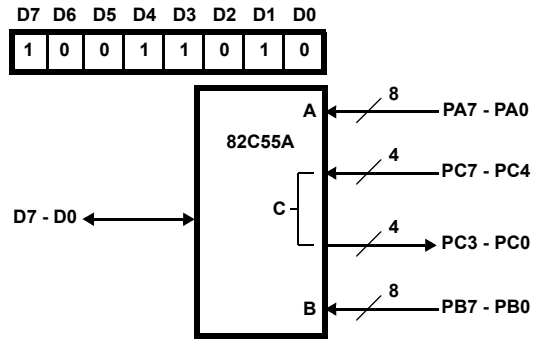 D7 D6 D5 D4 D3 D2 D1 D0
1 0 0 1 1 0 1 0
A 8 PA7 - PA0
82C55A
4 PC7 - PC4
C
D7 - D0
4 PC3 - PC0
B 8 PB7 - PB0